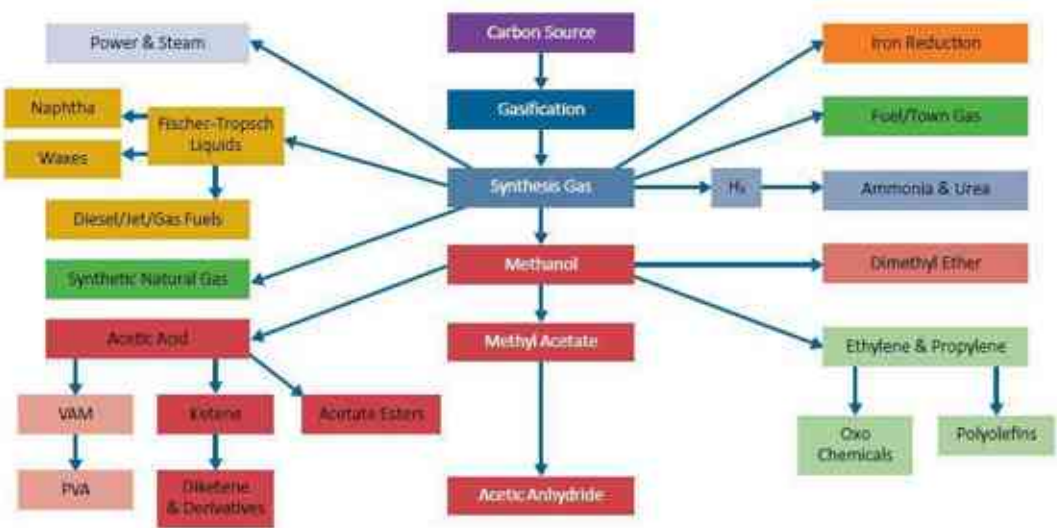 Carbon Source
Power & Steam
Iron Reduction
Gasification
Naphtha
Fuel/Town Gas
Fischer-Tropsch
Liquids
Waxes
Synthesis Gas
H₂
Ammonia & Urea
Diesel/Jet/Gas Fuels
Methanol
Dimethyl Ether
Synthetic Natural Gas
Acetic Acid
Methyl Acetate
Ethylene & Propylene
VAM
Ketene
Acetate Esters
Oxo
Chemicals
Polyolefins
PVA
Diketene
& Derivatives
Acetic Anhydride